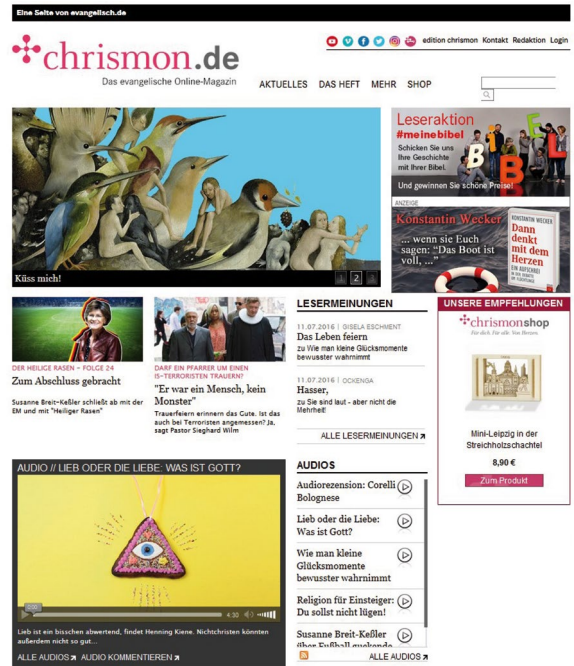 Eine Seite von evangelisch.de
chrismon.de
Das evangelische Online-Magazin
edition chrismon Kontakt Redaktion Login
AKTUELLES DAS HEFT MEHR SHOP
Küss mich!
1 2 3
Leseraktion
#meinebibel
Schicken Sie uns
Ihre Geschichte
mit Ihrer Bibel.
Und gewinnen Sie schöne Preise!
BiBEL
ANZEIGE
Konstantin Wecker
... wenn sie Euch
sagen: "Das Boot ist
voll, ..."
KONSTANTIN WECKER
Dann
denkt
mit dem
Herzen
EIN AUFSCHREI
DER HEILIGE RASEN - FOLGE 24
Zum Abschluss gebracht
Susanne Breit-Keßler schließt ab mit der
EM und mit "Heiliger Rasen"
DARF EIN PFARRER UM EINEN
IS-TERRORISTEN TRAUERN?
"Er war ein Mensch, kein
Monster"
Trauerfeiern erinnern das Gute. Ist das
auch bei Terroristen angemessen? Ja,
sagt Pastor Sieghard Wilm
LESERMEINUNGEN
11.07.2016 | GISELA ESCHMENT
Das Leben feiern
zu Wie man kleine Glücksmomente
bewusster wahrnimmt
11.07.2016 | OCKENGA
Hasser,
zu Sie sind laut - aber nicht die
Mehrheit!
ALLE LESERMEINUNGEN
UNSERE EMPFEHLUNGEN
chrismonshop
Für dich. Für alle. Von Herzen.
Mini-Leipzig in der
Streichholzschachtel
8,90 €
Zum Produkt
AUDIO // LIEB ODER DIE LIEBE: WAS IST GOTT?
0:00
4:30
Lieb ist ein bisschen abwertend, findet Henning Kiene. Nichtchristen könnten
außerdem nicht so gut...
ALLE AUDIOS AUDIO KOMMENTIEREN
AUDIOS
Audiorezension: Corelli
Bolognese
Lieb oder die Liebe:
Was ist Gott?
Wie man kleine
Glücksmomente
bewusster wahrnimmt
Religion für Einsteiger:
Du sollst nicht lügen!
Susanne Breit-Keßler
über Fußball guckende
ALLE AUDIOS